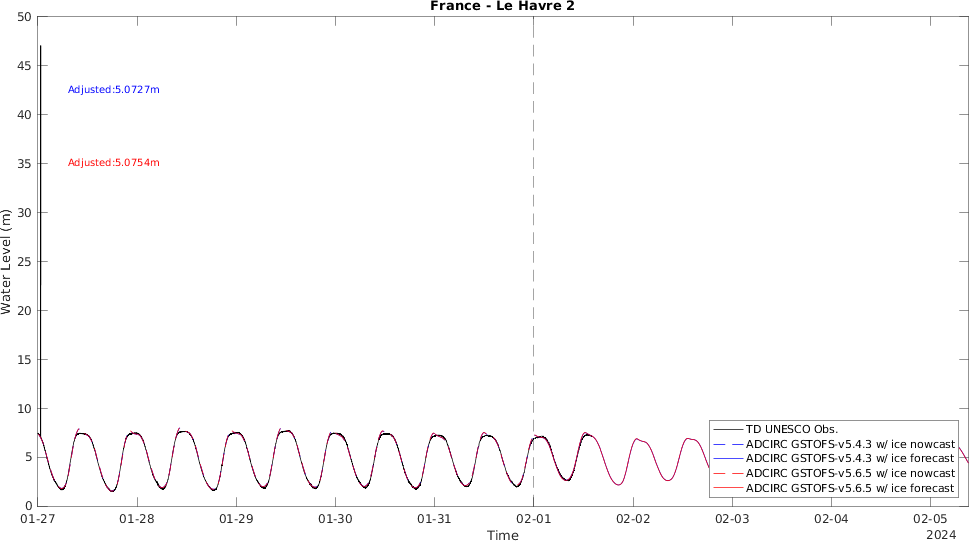 France - Le Havre 2
50
45
40
35
30
25
20
15
10
5
0
Water Level (m)
Adjusted:5.0727m
Adjusted:5.0754m
TD UNESCO Obs.
ADCIRC GSTOFS-v5.4.3 w/ ice nowcast
ADCIRC GSTOFS-v5.4.3 w/ ice forecast
ADCIRC GSTOFS-v5.6.5 w/ ice nowcast
ADCIRC GSTOFS-v5.6.5 w/ ice forecast
01-27 01-28 01-29 01-30 01-31 02-01 02-02 02-03 02-04 02-05
Time
2024